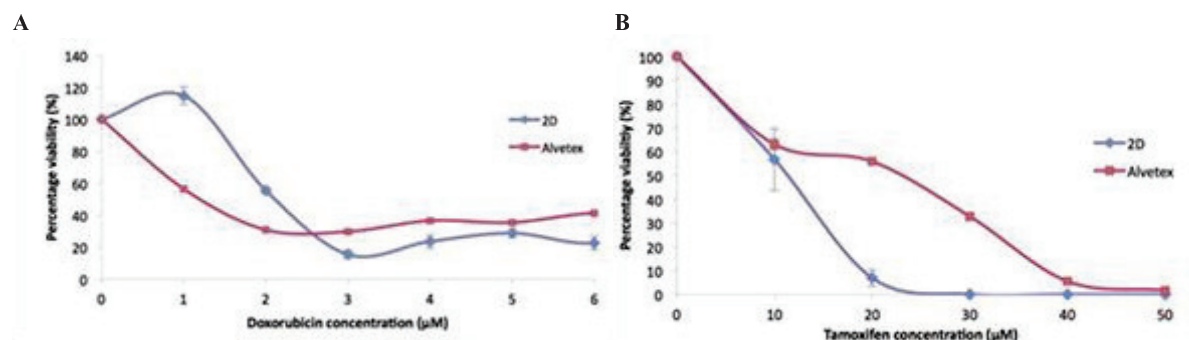 A
140
120
100
80
60
40
20
0
Percentage viability (%)
2D
Alvetex
0 1 2 3 4 5 6
Doxorubicin concentration (µM)
B
100
90
80
70
60
50
40
30
20
10
0
Percentage viabiltiy (%)
2D
Alvetex
0 10 20 30 40 50
Tamoxifen concentration (µM)